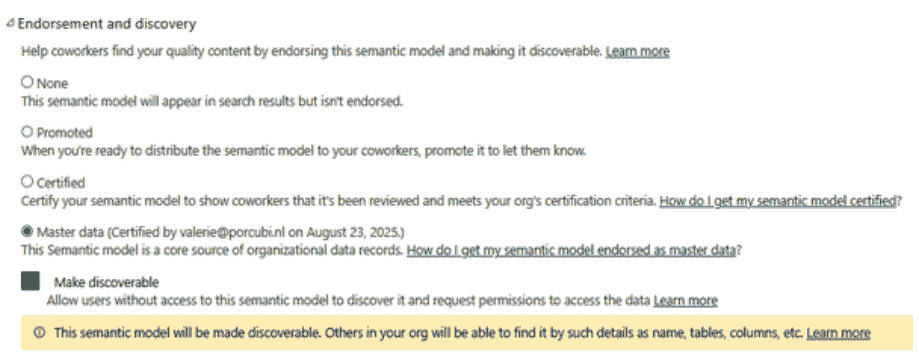 Endorsement and discovery
Help coworkers find your quality content by endorsing this semantic model and making it discoverable. Learn more
None
This semantic model will appear in search results but isn't endorsed.
Promoted
When you're ready to distribute the semantic model to your coworkers, promote it to let them know.
Certified
Certify your semantic model to show coworkers that it's been reviewed and meets your org's certification criteria. How do I get my semantic model certified?
Master data (Certified by valerie@porcubi.nl on August 23, 2025.)
This Semantic model is a core source of organizational data records. How do I get my semantic model endorsed as master data?
Make discoverable
Allow users without access to this semantic model to discover it and request permissions to access the data Learn more
This semantic model will be made discoverable. Others in your org will be able to find it by such details as name, tables, columns, etc. Learn more